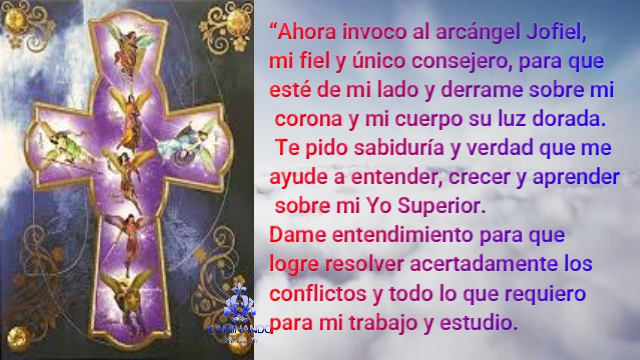 “Ahora invoco al arcángel Jofiel,
mi fiel y único consejero, para que
esté de mi lado y derrame sobre mi
corona y mi cuerpo su luz dorada.
Te pido sabiduría y verdad que me
ayude a entender, crecer y aprender
sobre mi Yo Superior.
Dame entendimiento para que
logre resolver acertadamente los
conflictos y todo lo que requiero
para mi trabajo y estudio.
CAMINANDO